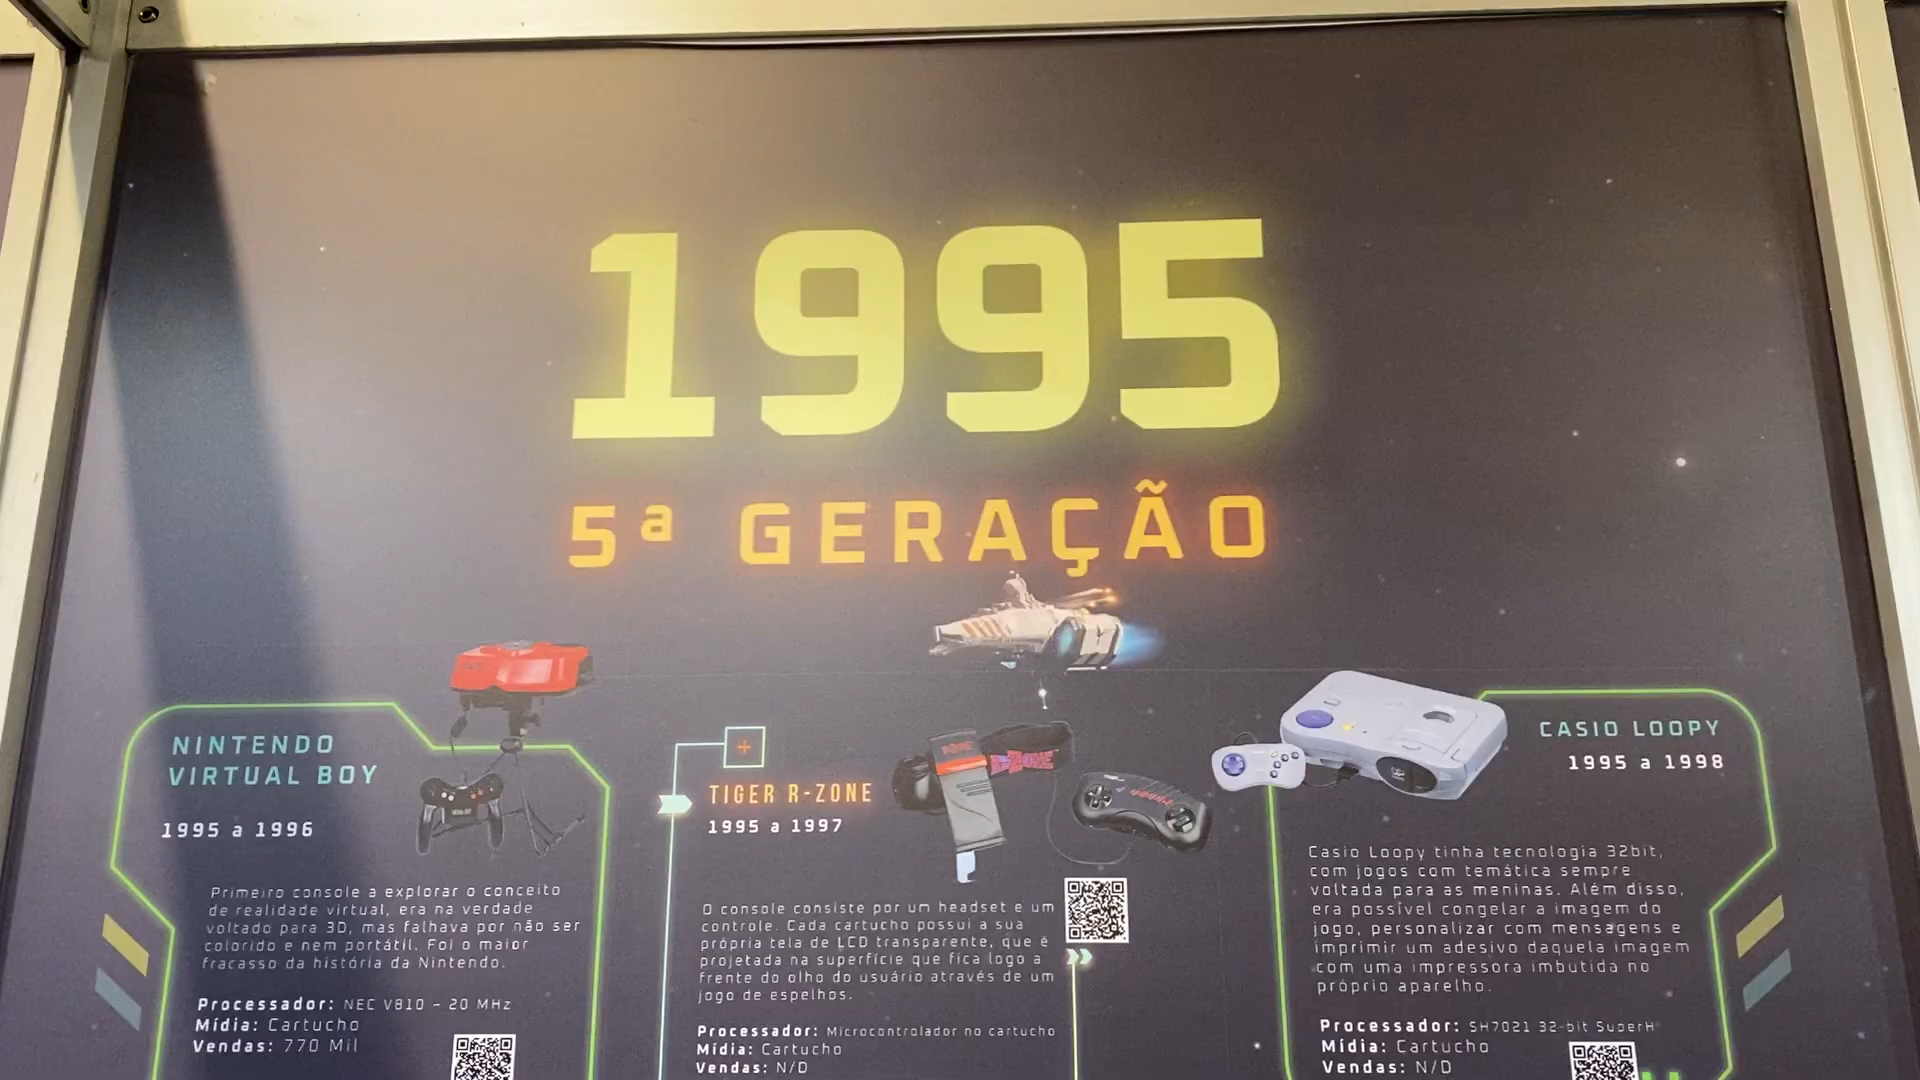 1995
5ª GERAÇÃO
NINTENDO
VIRTUAL BOY
1995 a 1996
Primeiro console a explorar o conceito
de realidade virtual, era na verdade
voltado para 3D, mas falhava por não ser
colorido e nem portátil. Foi o maior
fracasso da história da Nintendo.
Processador: NEC V810 - 20 MHz
Mídia: Cartucho
Vendas: 770 Mil
TIGER R-ZONE
1995 a 1997
R-ZONE
O console consiste por um headset e um
controle. Cada cartucho possui a sua
própria tela de LCD transparente, que é
projetada na superfície que fica logo a
frente do olho do usuário através de um
jogo de espelhos.
Processador: Microcontrolador no cartucho
Mídia: Cartucho
Vendas: N/D
CASIO LOOPY
1995 a 1998
Casio Loopy tinha tecnologia 32bit,
com jogos com temática sempre
voltada para as meninas. Além disso,
era possível congelar a imagem do
jogo, personalizar com mensagens e
imprimir um adesivo daquela imagem
com uma impressora imbutida no
próprio aparelho.
Processador: SH7021 32-bit SuperH
Mídia: Cartucho
Vendas: N/D